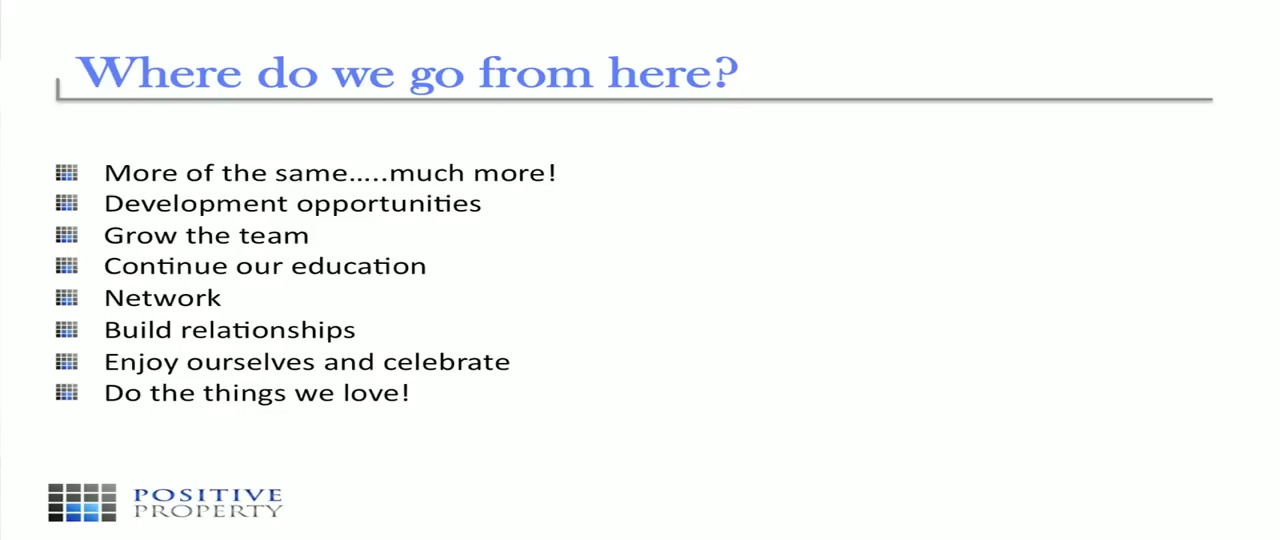 Where do we go from here?
More of the same.....much more!
Development opportunities
Grow the team
Continue our education
Network
Build relationships
Enjoy ourselves and celebrate
Do the things we love!
POSITIVE
PROPERTY